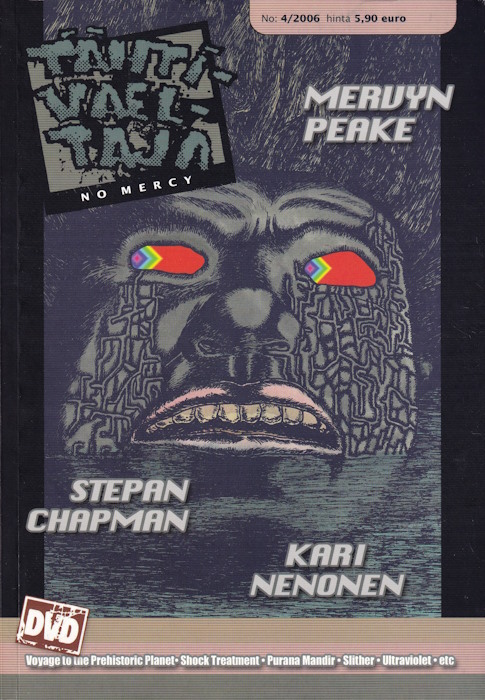 No: 4/2006 hinta 5,90 euro
TÄHTI-
VAEL-
TAJA
NO MERCY
MERVYN
PEAKE
STEPAN
CHAPMAN
KARI
NENONEN
DVD
Voyage to the Prehistoric Planet• Shock Treatment • Purana Mandir • Slither • Ultraviolet • etc